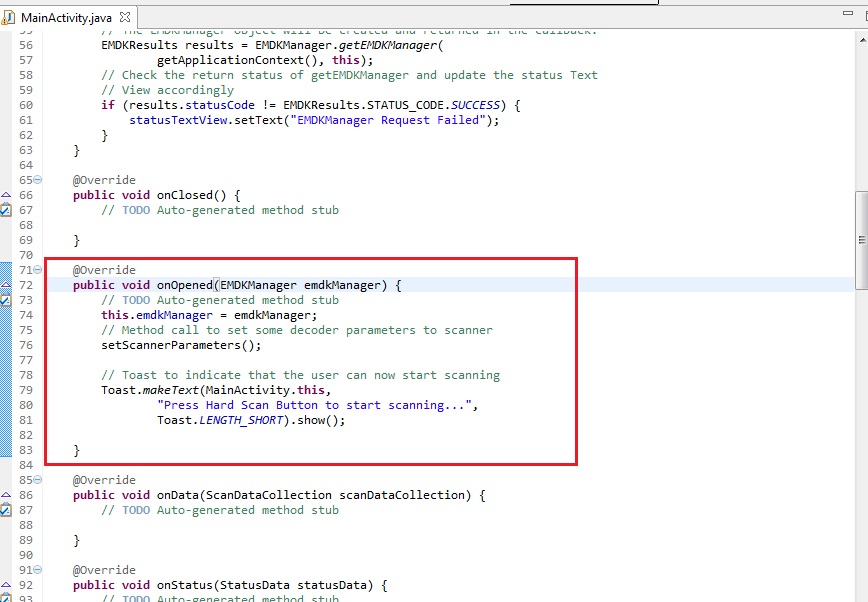 MainActivity.java
55 // The EMDKManager object will be created and returned in the callback.
56 EMDKResults results = EMDKManager.getEMDKManager(
57 getApplicationContext(), this);
58 // Check the return status of getEMDKManager and update the status Text
59 // View accordingly
60 if (results.statusCode != EMDKResults.STATUS_CODE.SUCCESS) {
61 statusTextView.setText("EMDKManager Request Failed");
62 }
63 }
64
65 @Override
66 public void onClosed() {
67 // TODO Auto-generated method stub
68
69 }
70
71 @Override
72 public void onOpened(EMDKManager emdkManager) {
73 // TODO Auto-generated method stub
74 this.emdkManager = emdkManager;
75 // Method call to set some decoder parameters to scanner
76 setScannerParameters();
77
78 // Toast to indicate that the user can now start scanning
79 Toast.makeText(MainActivity.this,
80 "Press Hard Scan Button to start scanning...",
81 Toast.LENGTH_SHORT).show();
82
83 }
84
85 @Override
86 public void onData(ScanDataCollection scanDataCollection) {
87 // TODO Auto-generated method stub
88
89 }
90
91 @Override
92 public void onStatus(StatusData statusData) {
93 // TODO Auto-generated method stub